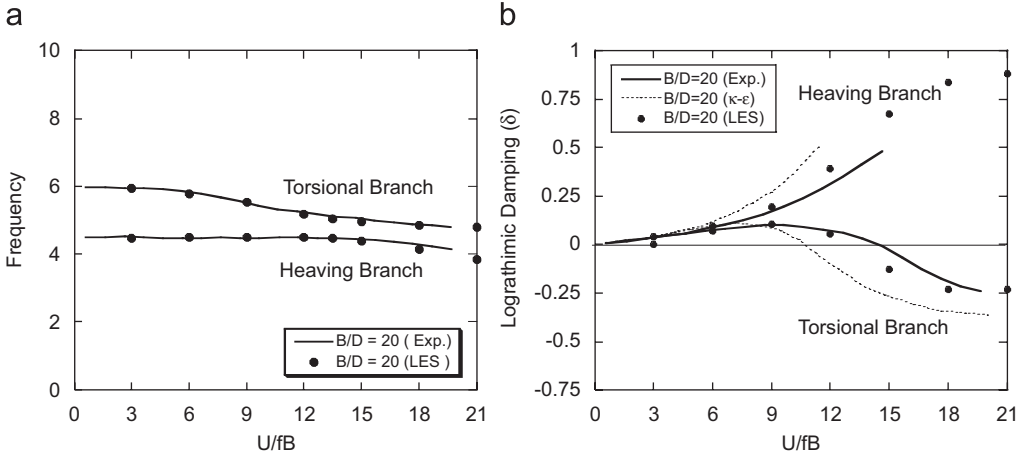 a
10
8
6
4
2
0
Frequency
Torsional Branch
Heaving Branch
B/D = 20 ( Exp.)
B/D = 20 (LES )
0 3 6 9 12 15 18 21
U/fB
b
1
0.75
0.5
0.25
0
-0.25
-0.5
-0.75
Lograthimic Damping (δ)
B/D=20 (Exp.)
B/D=20 (κ-ε)
B/D=20 (LES)
Heaving Branch
Torsional Branch
0 3 6 9 12 15 18 21
U/fB